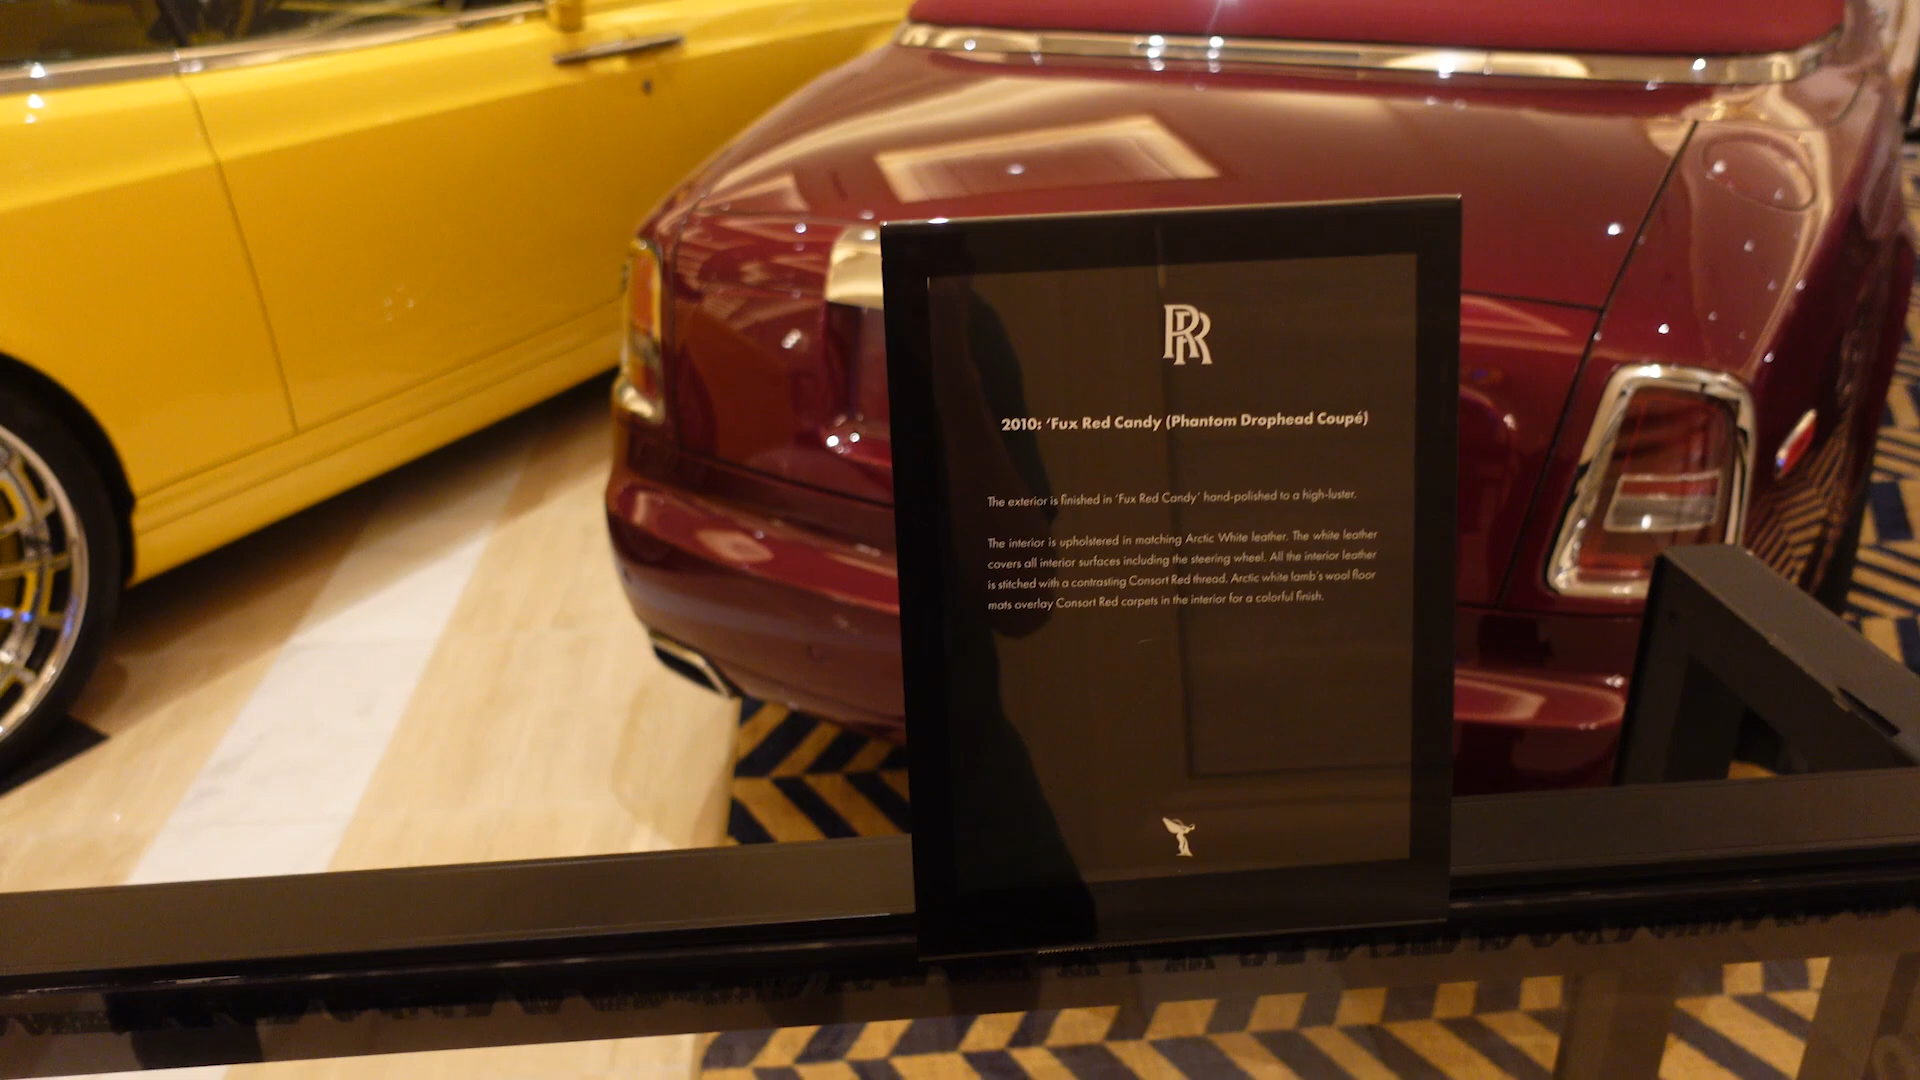 RR
2010: ‘Fux Red Candy (Phantom Drophead Coupé)
The exterior is finished in ‘Fux Red Candy’ hand-polished to a high-luster.
The interior is upholstered in matching Arctic White leather. The white leather
covers all interior surfaces including the steering wheel. All the interior leather
is stitched with a contrasting Consort Red thread. Arctic white lamb’s wool floor
mats overlay Consort Red carpets in the interior for a colorful finish.